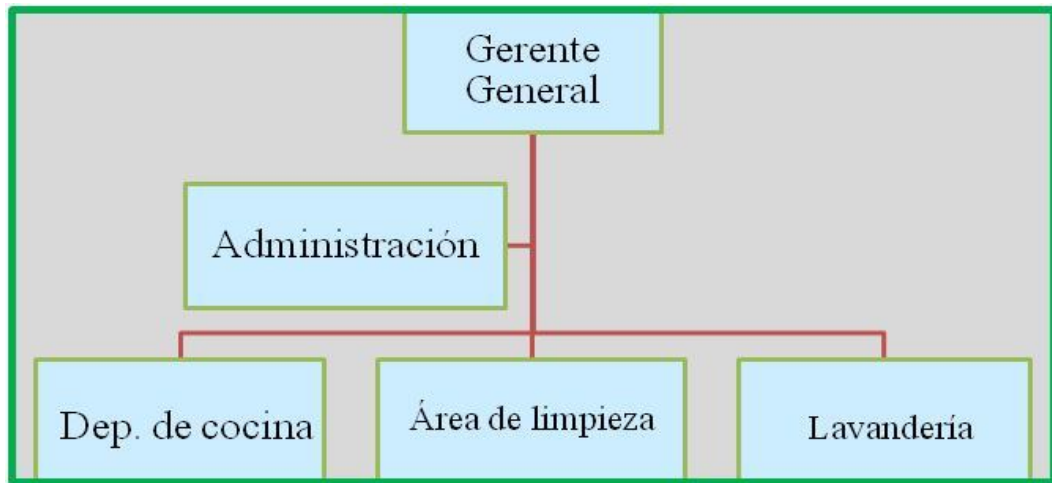 Gerente
General
Administración
Dep. de cocina
Área de limpieza
Lavandería